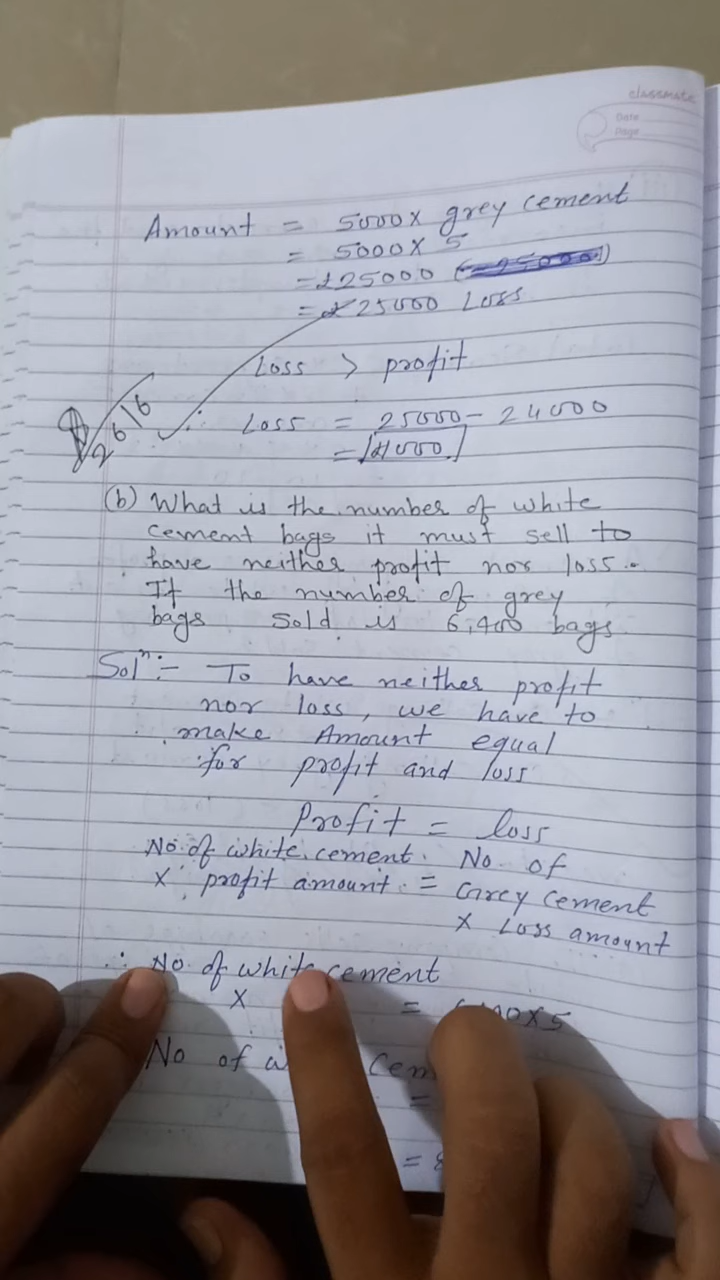 classmate
Date
Page
Amount = 5000 x grey cement
= 5000 x 5
= ₹25000
= ₹25000 Loss
Loss > profit
26/6
∴ Loss = 25000 - 24000
= ₹1000
(b) What is the number of white
cement bags it must sell to
have neither profit nor loss.
If the number of grey
bags sold is 6,400 bags
Solⁿ:- To have neither profit
nor loss, we have to
make Amount equal
for profit and loss
Profit = loss
No. of white cement. No. of
x profit amount = Grey cement
x Loss amount
∴ No of white cement
x = x5
No of
=
=